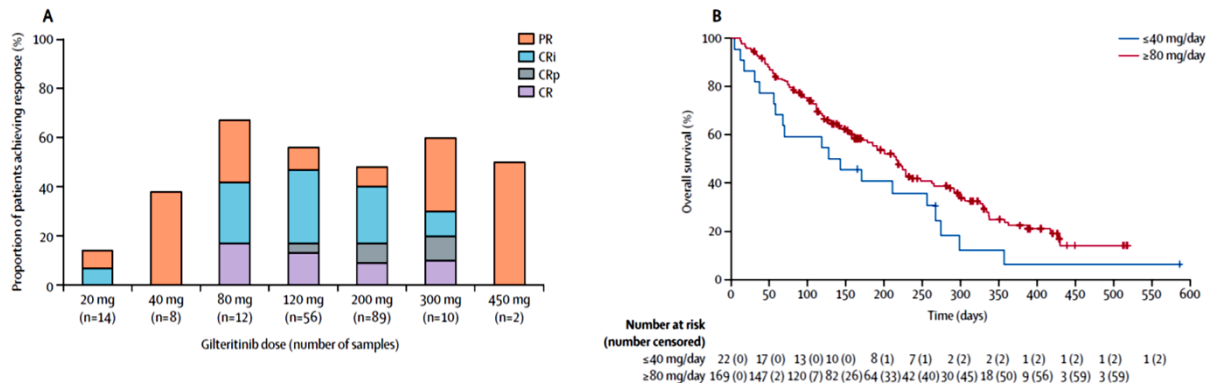 A
Proportion of patients achieving response (%)
100
80
60
40
20
0
PR
CRi
CRp
CR
20 mg 40 mg 80 mg 120 mg 200 mg 300 mg 450 mg
(n=14) (n=8) (n=12) (n=56) (n=89) (n=10) (n=2)
Gilteritinib dose (number of samples)
B
Overall survival (%)
100
80
60
40
20
0
≤40 mg/day
≥80 mg/day
0 50 100 150 200 250 300 350 400 450 500 550 600
Time (days)
Number at risk
(number censored)
≤40 mg/day 22 (0) 17 (0) 13 (0) 10 (0) 8 (1) 7 (1) 2 (2) 2 (2) 1 (2) 1 (2) 1 (2) 1 (2)
≥80 mg/day 169 (0) 147 (2) 120 (7) 82 (26) 64 (33) 42 (40) 30 (45) 18 (50) 9 (56) 3 (59) 3 (59)